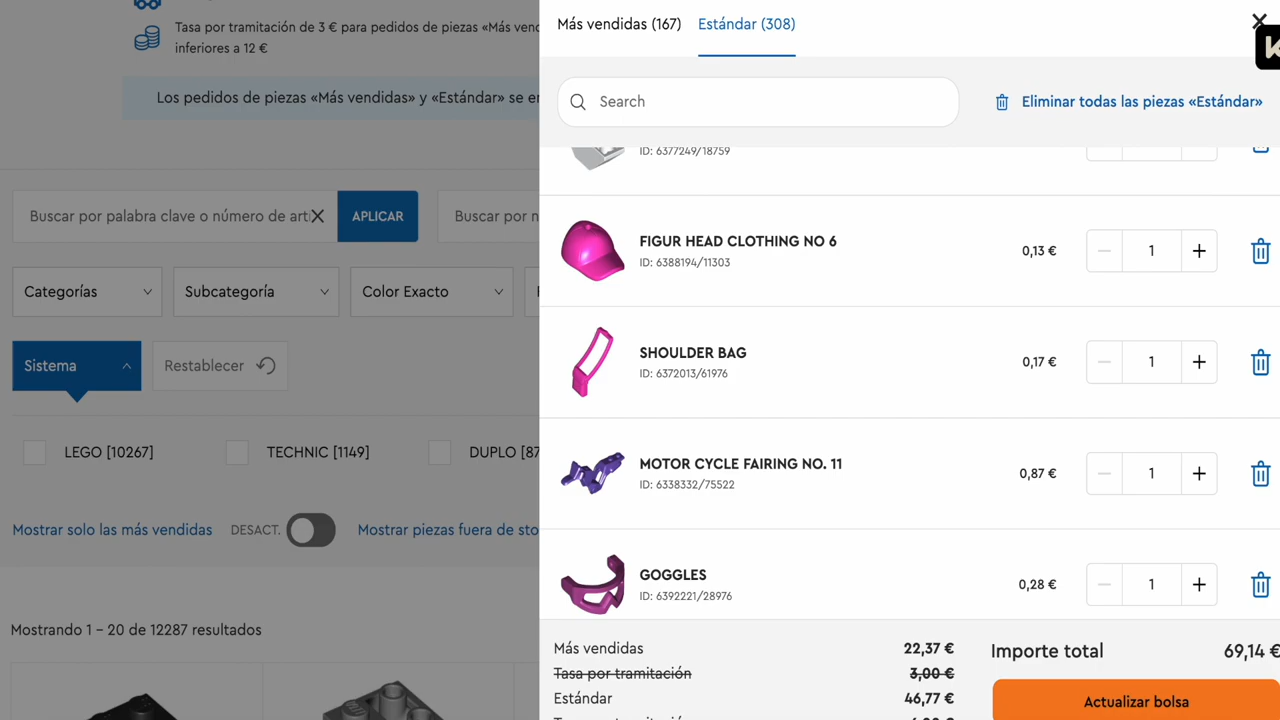 Tasa por tramitación de 3 € para pedidos de piezas «Más ven
inferiores a 12 €
Los pedidos de piezas «Más vendidas» y «Estándar» se en
Buscar por palabra clave o número de art
APLICAR
Buscar por n
Categorías
Subcategoría
Color Exacto
Sistema
Restablecer
LEGO [10267]
TECHNIC [1149]
DUPLO [87
Mostrar solo las más vendidas
DESACT.
Mostrar piezas fuera de sto
Mostrando 1 - 20 de 12287 resultados
Más vendidas (167)
Estándar (308)
Search
Eliminar todas las piezas «Estándar»
ID: 6377249/18759
FIGUR HEAD CLOTHING NO 6
ID: 6388194/11303
0,13 €
1
SHOULDER BAG
ID: 6372013/61976
0,17 €
1
MOTOR CYCLE FAIRING NO. 11
ID: 6338332/75522
0,87 €
1
GOGGLES
ID: 6392221/28976
0,28 €
1
Más vendidas 22,37 €
Tasa por tramitación 3,00 €
Estándar 46,77 €
Importe total 69,14 €
Actualizar bolsa